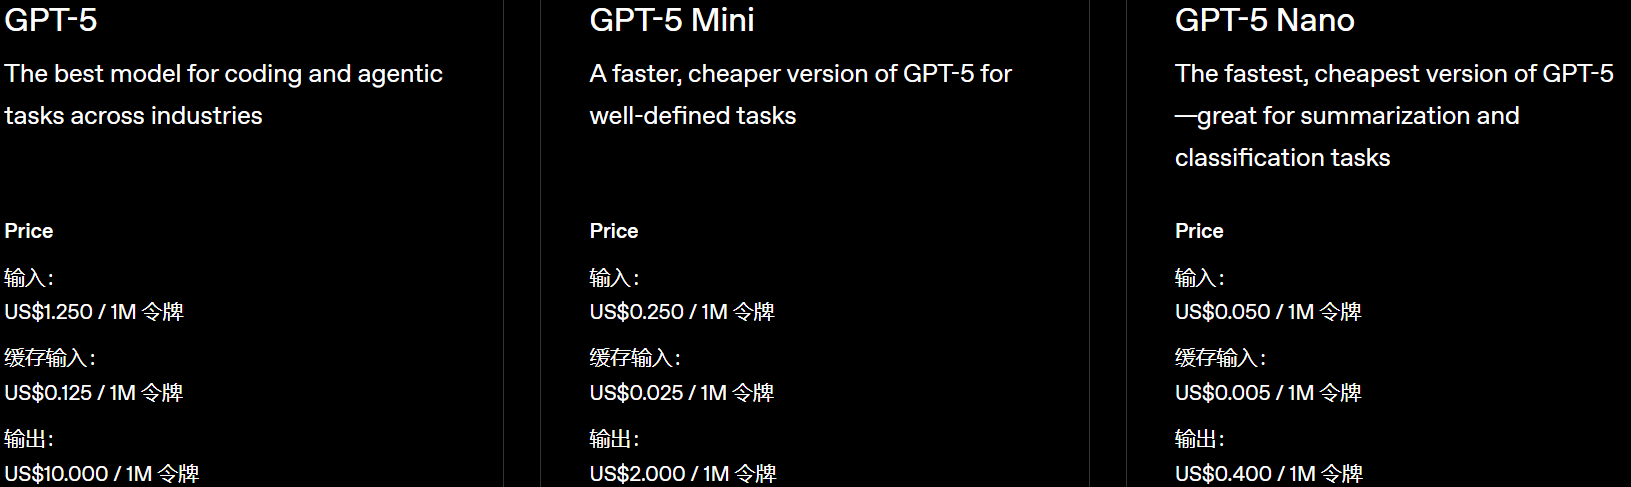 GPT-5
The best model for coding and agentic
tasks across industries
Price
输入：
US$1.250 / 1M 令牌
缓存输入：
US$0.125 / 1M 令牌
输出：
US$10.000 / 1M 令牌
GPT-5 Mini
A faster, cheaper version of GPT-5 for
well-defined tasks
Price
输入：
US$0.250 / 1M 令牌
缓存输入：
US$0.025 / 1M 令牌
输出：
US$2.000 / 1M 令牌
GPT-5 Nano
The fastest, cheapest version of GPT-5
—great for summarization and
classification tasks
Price
输入：
US$0.050 / 1M 令牌
缓存输入：
US$0.005 / 1M 令牌
输出：
US$0.400 / 1M 令牌